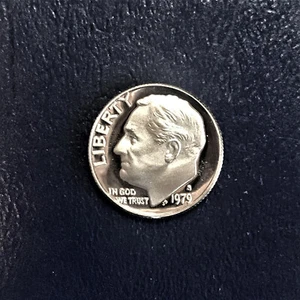 LIBERTY
IN GOD
WE TRUST
S
1979